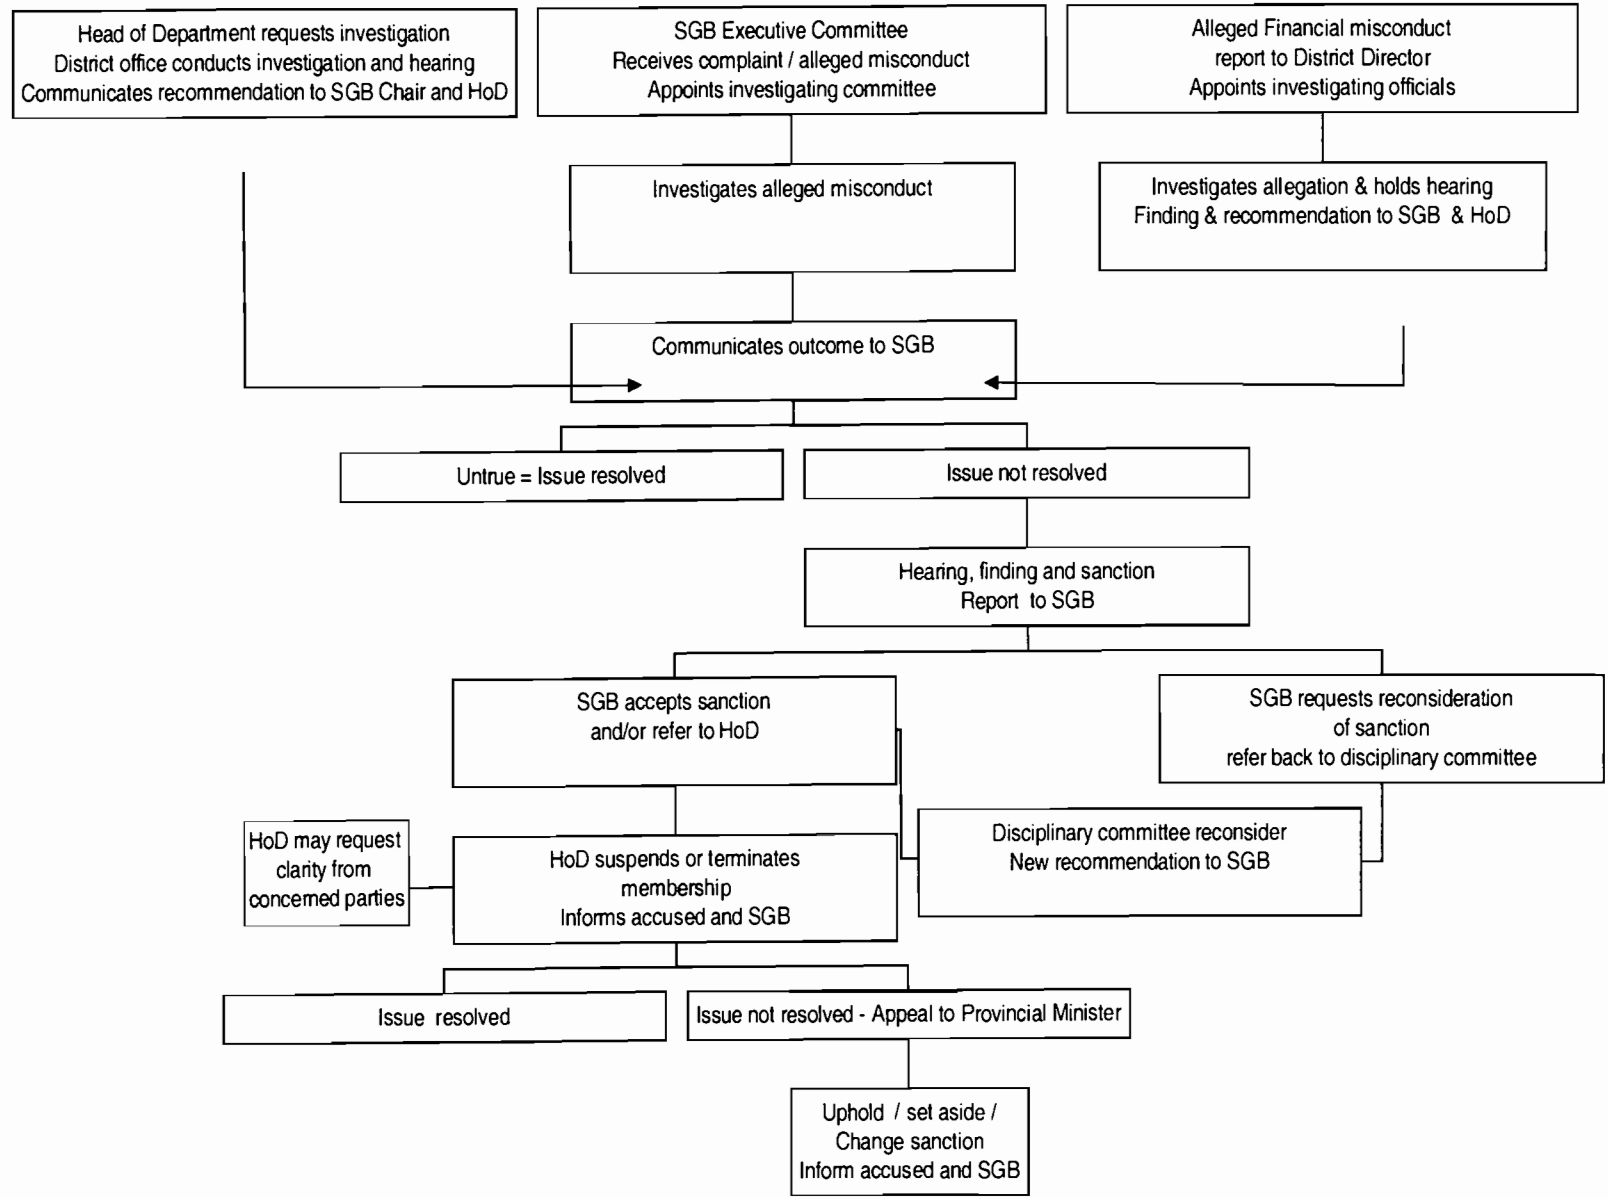 Head of Department requests investigation
District office conducts investigation and hearing
Communicates recommendation to SGB Chair and HoD
SGB Executive Committee
Receives complaint / alleged misconduct
Appoints investigating committee
Alleged Financial misconduct
report to District Director
Appoints investigating officials
Investigates alleged misconduct
Investigates allegation & holds hearing
Finding & recommendation to SGB & HoD
Communicates outcome to SGB
Untrue = Issue resolved
Issue not resolved
Hearing, finding and sanction
Report to SGB
SGB accepts sanction
and/or refer to HoD
SGB requests reconsideration
of sanction
refer back to disciplinary committee
HoD may request
clarity from
concerned parties
HoD suspends or terminates
membership
Informs accused and SGB
Disciplinary committee reconsider
New recommendation to SGB
Issue resolved
Issue not resolved - Appeal to Provincial Minister
Uphold / set aside /
Change sanction
Inform accused and SGB